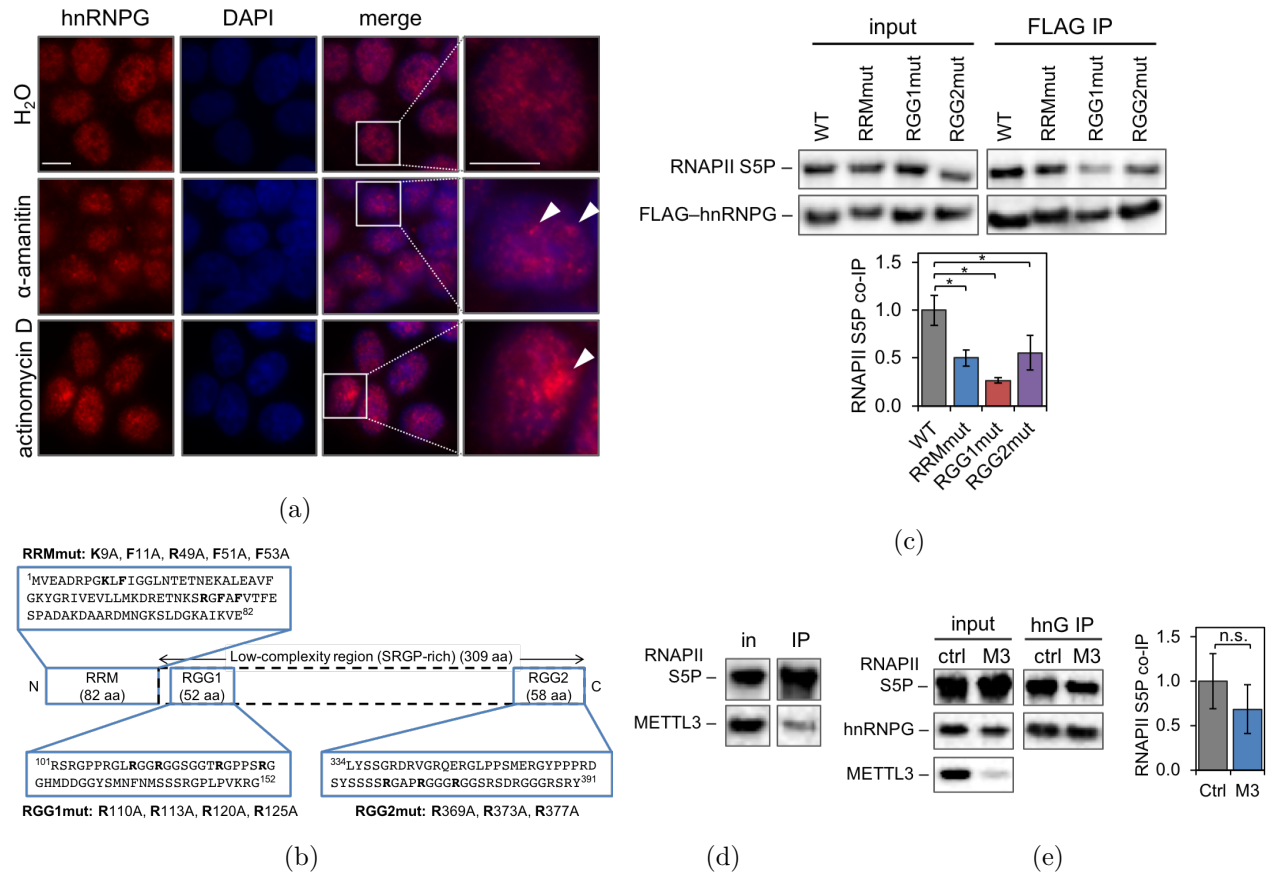 hnRNPG DAPI merge
H2O
α-amanitin
actinomycin D
(a)
input FLAG IP
WT RRMmut RGG1mut RGG2mut WT RRMmut RGG1mut RGG2mut
RNAPII S5P –
FLAG–hnRNPG –
RNAPII S5P co-IP
1.5
1.0
0.5
0.0
* * *
WT RRMmut RGG1mut RGG2mut
(c)
RRMmut: K9A, F11A, R49A, F51A, F53A
1MVEADRPGKLFIGGLNTETNEKALEAVF
GKYGRIVEVLLMKDRETNKSRGFAFVTFE
SPADAKDAARDMNGKSLDGKAIKVE82
Low-complexity region (SRGP-rich) (309 aa)
N RRM RGG1 RGG2 C
(82 aa) (52 aa) (58 aa)
101RSRGPPRGLRGGRGGSGGTRGPPSRG
GHMDDGGYSMNFNMSSSRGPLPVKRG152
RGG1mut: R110A, R113A, R120A, R125A
334LYSSGRDRVGRQERGLPPSMERGYPPPRD
SYSSSSRGAPRGGGRGGSRSDRGGGRSRY391
RGG2mut: R369A, R373A, R377A
(b)
in IP
RNAPII
S5P –
METTL3 –
(d)
input hnG IP
ctrl M3 ctrl M3
RNAPII
S5P –
hnRNPG –
METTL3 –
RNAPII S5P co-IP
1.5
1.0
0.5
0.0
n.s.
Ctrl M3
(e)